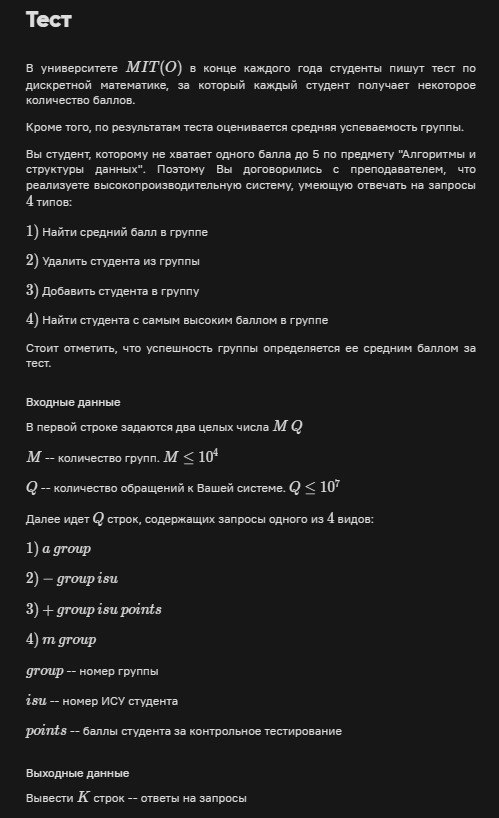 Тест
В университете MIT(O) в конце каждого года студенты пишут тест по
дискретной математике, за который каждый студент получает некоторое
количество баллов.
Кроме того, по результатам теста оценивается средняя успеваемость группы.
Вы студент, которому не хватает одного балла до 5 по предмету "Алгоритмы и
структуры данных". Поэтому Вы договорились с преподавателем, что
реализуете высокопроизводительную систему, умеющую отвечать на запросы
4 типов:
1) Найти средний балл в группе
2) Удалить студента из группы
3) Добавить студента в группу
4) Найти студента с самым высоким баллом в группе
Стоит отметить, что успешность группы определяется ее средним баллом за
тест.
Входные данные
В первой строке задаются два целых числа M Q
M -- количество групп. M ≤ 10⁴
Q -- количество обращений к Вашей системе. Q ≤ 10⁷
Далее идет Q строк, содержащих запросы одного из 4 видов:
1) a group
2) − group isu
3) + group isu points
4) m group
group -- номер группы
isu -- номер ИСУ студента
points -- баллы студента за контрольное тестирование
Выходные данные
Вывести K строк -- ответы на запросы